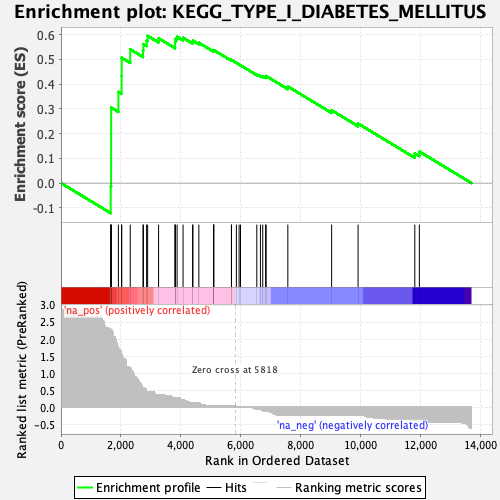 Enrichment plot: KEGG_TYPE_I_DIABETES_MELLITUS
Enrichment score (ES)
0.6
0.5
0.4
0.3
0.2
0.1
0.0
-0.1
'na_pos' (positively correlated)
Ranked list metric (PreRanked)
3.0
2.5
2.0
1.5
1.0
0.5
0.0
-0.5
Zero cross at 5818
'na_neg' (negatively correlated)
0 2,000 4,000 6,000 8,000 10,000 12,000 14,000
Rank in Ordered Dataset
Enrichment profile Hits Ranking metric scores